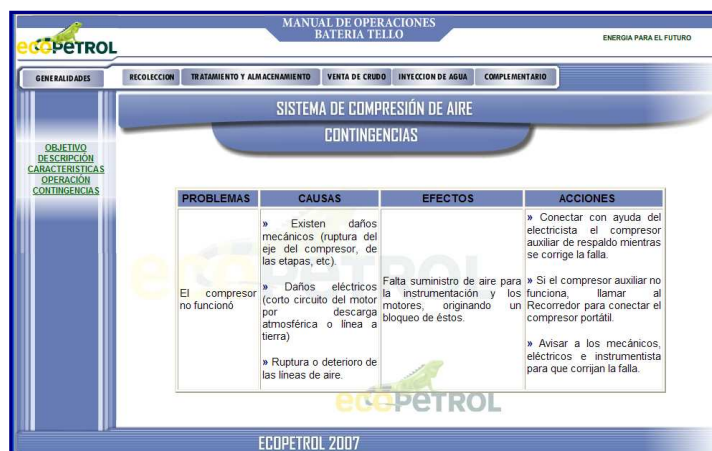 MANUAL DE OPERACIONES
BATERIA TELLO
ecopetrol
ENERGIA PARA EL FUTURO
GENERALIDADES
RECOLECCION
TRATAMIENTO Y ALMACENAMIENTO
VENTA DE CRUDO
INYECCION DE AGUA
COMPLEMENTARIO
SISTEMA DE COMPRESIÓN DE AIRE
CONTINGENCIAS
OBJETIVO
DESCRIPCIÓN
CARACTERISTICAS
OPERACIÓN
CONTINGENCIAS
PROBLEMAS
CAUSAS
EFECTOS
ACCIONES
El compresor
no funcionó
» Existen daños
mecánicos (ruptura del
eje del compresor, de
las etapas, etc).
» Daños eléctricos
(corto circuito del motor
por descarga
atmosférica o línea a
tierra)
» Ruptura o deterioro de
las líneas de aire.
Falta suministro de aire para
la instrumentación y los
motores, originando un
bloqueo de éstos.
» Conectar con ayuda del
electricista el compresor
auxiliar de respaldo mientras
se corrige la falla.
» Si el compresor auxiliar no
funciona, llamar al
Recorredor para conectar el
compresor portátil.
» Avisar a los mecánicos,
eléctricos e instrumentista
para que corrijan la falla.
ecopetrol
ecopetrol
ECOPETROL 2007